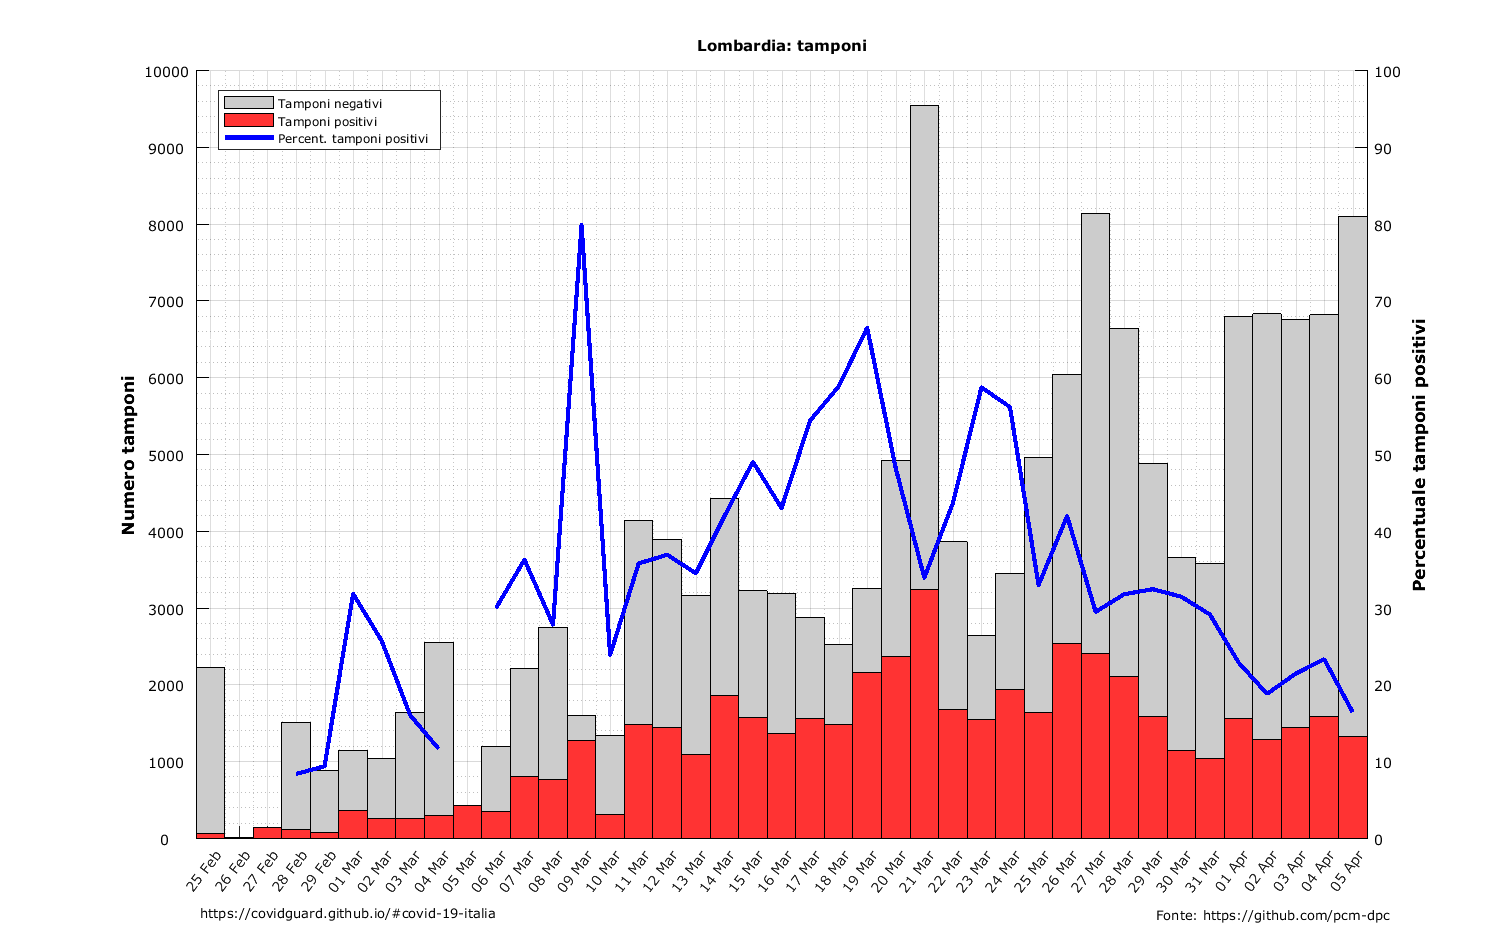 Lombardia: tamponi
Tamponi negativi
Tamponi positivi
Percent. tamponi positivi
Numero tamponi
10000
9000
8000
7000
6000
5000
4000
3000
2000
1000
0
Percentuale tamponi positivi
100
90
80
70
60
50
40
30
20
10
0
25 Feb
26 Feb
27 Feb
28 Feb
29 Feb
01 Mar
02 Mar
03 Mar
04 Mar
05 Mar
06 Mar
07 Mar
08 Mar
09 Mar
10 Mar
11 Mar
12 Mar
13 Mar
14 Mar
15 Mar
16 Mar
17 Mar
18 Mar
19 Mar
20 Mar
21 Mar
22 Mar
23 Mar
24 Mar
25 Mar
26 Mar
27 Mar
28 Mar
29 Mar
30 Mar
31 Mar
01 Apr
02 Apr
03 Apr
04 Apr
05 Apr
https://covidguard.github.io/#covid-19-italia
Fonte: https://github.com/pcm-dpc